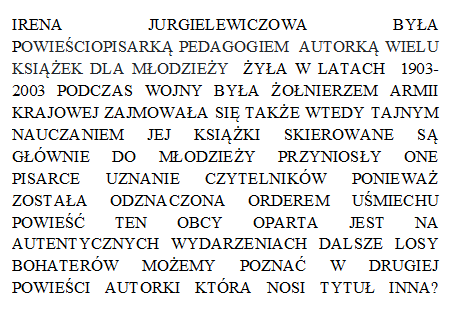 IRENA JURGIELEWICZOWA BYŁA
POWIEŚCIOPISARKĄ PEDAGOGIEM AUTORKĄ WIELU
KSIĄŻEK DLA MŁODZIEŻY ŻYŁA W LATACH 1903-
2003 PODCZAS WOJNY BYŁA ŻOŁNIERZEM ARMII
KRAJOWEJ ZAJMOWAŁA SIĘ TAKŻE WTEDY TAJNYM
NAUCZANIEM JEJ KSIĄŻKI SKIEROWANE SĄ
GŁÓWNIE DO MŁODZIEŻY PRZYNIOSŁY ONE
PISARCE UZNANIE CZYTELNIKÓW PONIEWAŻ
ZOSTAŁA ODZNACZONA ORDEREM UŚMIECHU
POWIEŚĆ TEN OBCY OPARTA JEST NA
AUTENTYCZNYCH WYDARZENIACH DALSZE LOSY
BOHATERÓW MOŻEMY POZNAĆ W DRUGIEJ
POWIEŚCI AUTORKI KTÓRA NOSI TYTUŁ INNA?